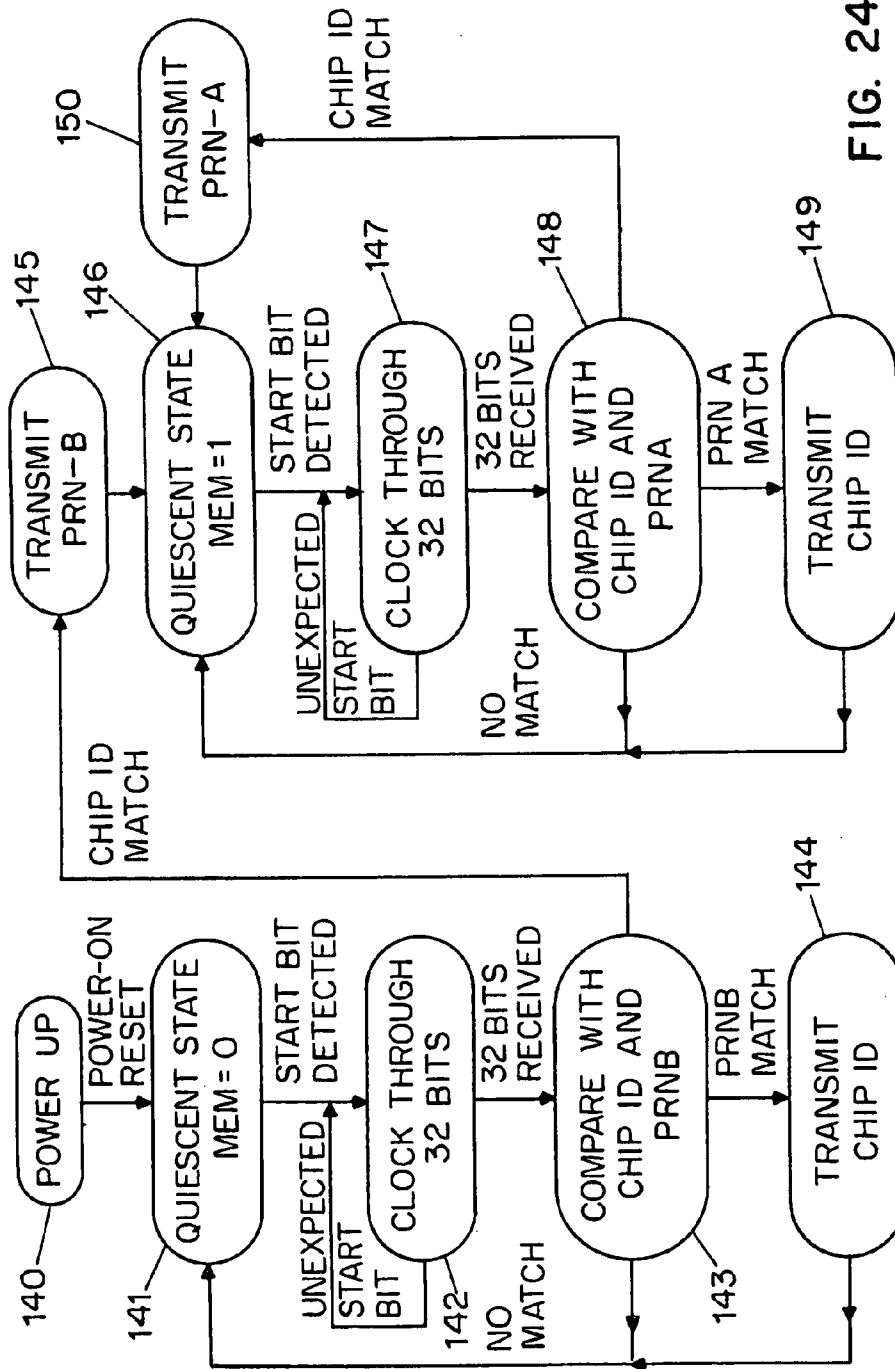 140
POWER UP
POWER-ON
RESET
141
QUIESCENT STATE
MEM = 0
START BIT
DETECTED
UNEXPECTED
START
BIT
142
CLOCK THROUGH
32 BITS
32 BITS
RECEIVED
NO
MATCH
143
COMPARE WITH
CHIP ID AND
PRNB
PRNB
MATCH
144
TRANSMIT
CHIP ID
CHIP ID
MATCH
145
TRANSMIT
PRN-B
146
QUIESCENT STATE
MEM = 1
START BIT
DETECTED
UNEXPECTED
START
BIT
147
CLOCK THROUGH
32 BITS
32 BITS
RECEIVED
NO
MATCH
148
COMPARE WITH
CHIP ID AND
PRNA
PRN A
MATCH
149
TRANSMIT
CHIP ID
150
TRANSMIT
PRN-A
CHIP ID
MATCH
FIG. 24